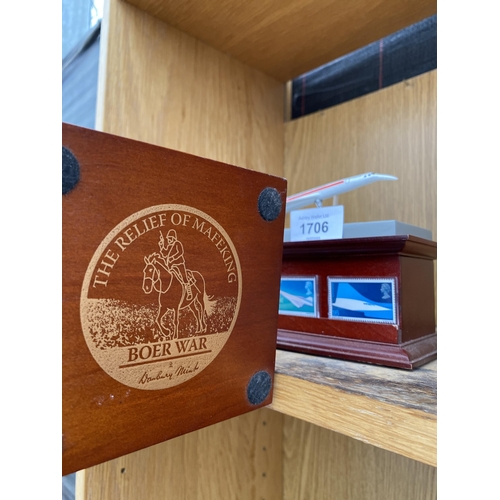 THE RELIEF OF MAFEKING
BOER WAR
Danbury Mint
1706